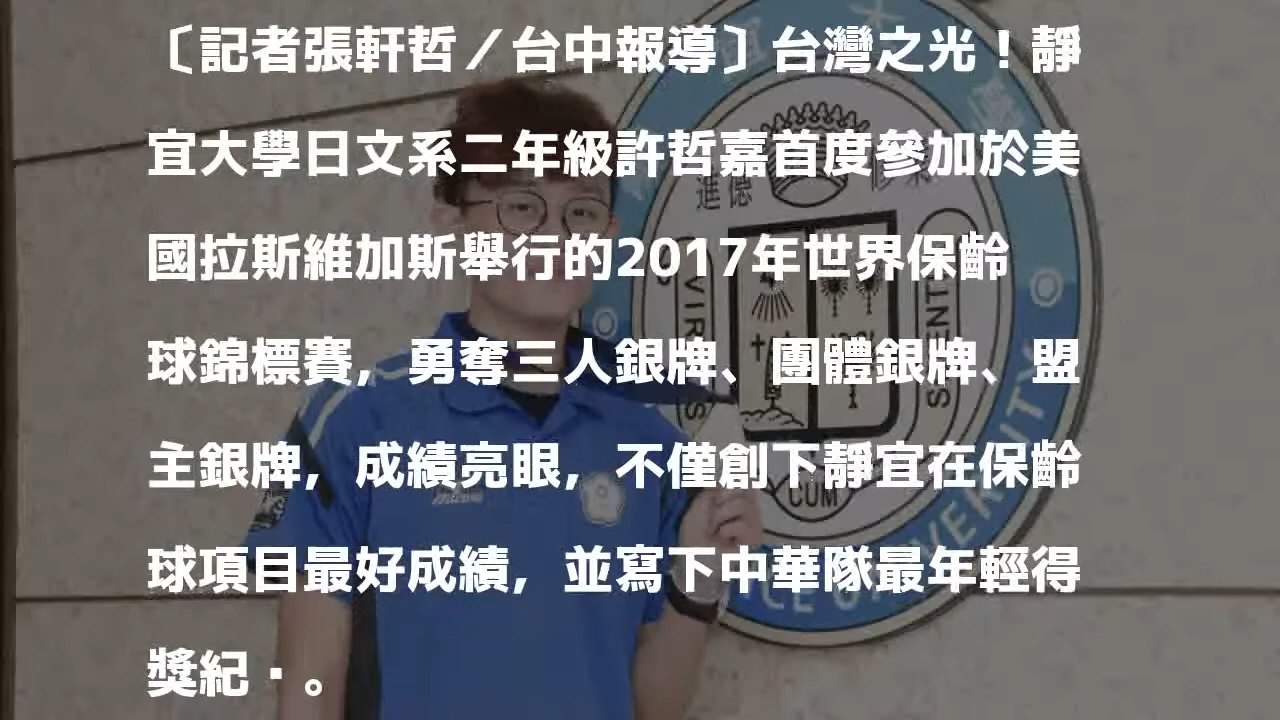 〔記者張軒哲／台中報導〕台灣之光！靜
宜大學日文系二年級許哲嘉首度參加於美
國拉斯維加斯舉行的2017年世界保齡
球錦標賽，勇奪三人銀牌、團體銀牌、盟
主銀牌，成績亮眼，不僅創下靜宜在保齡
球項目最好成績，並寫下中華隊最年輕得
獎紀▪。
進德
CUM